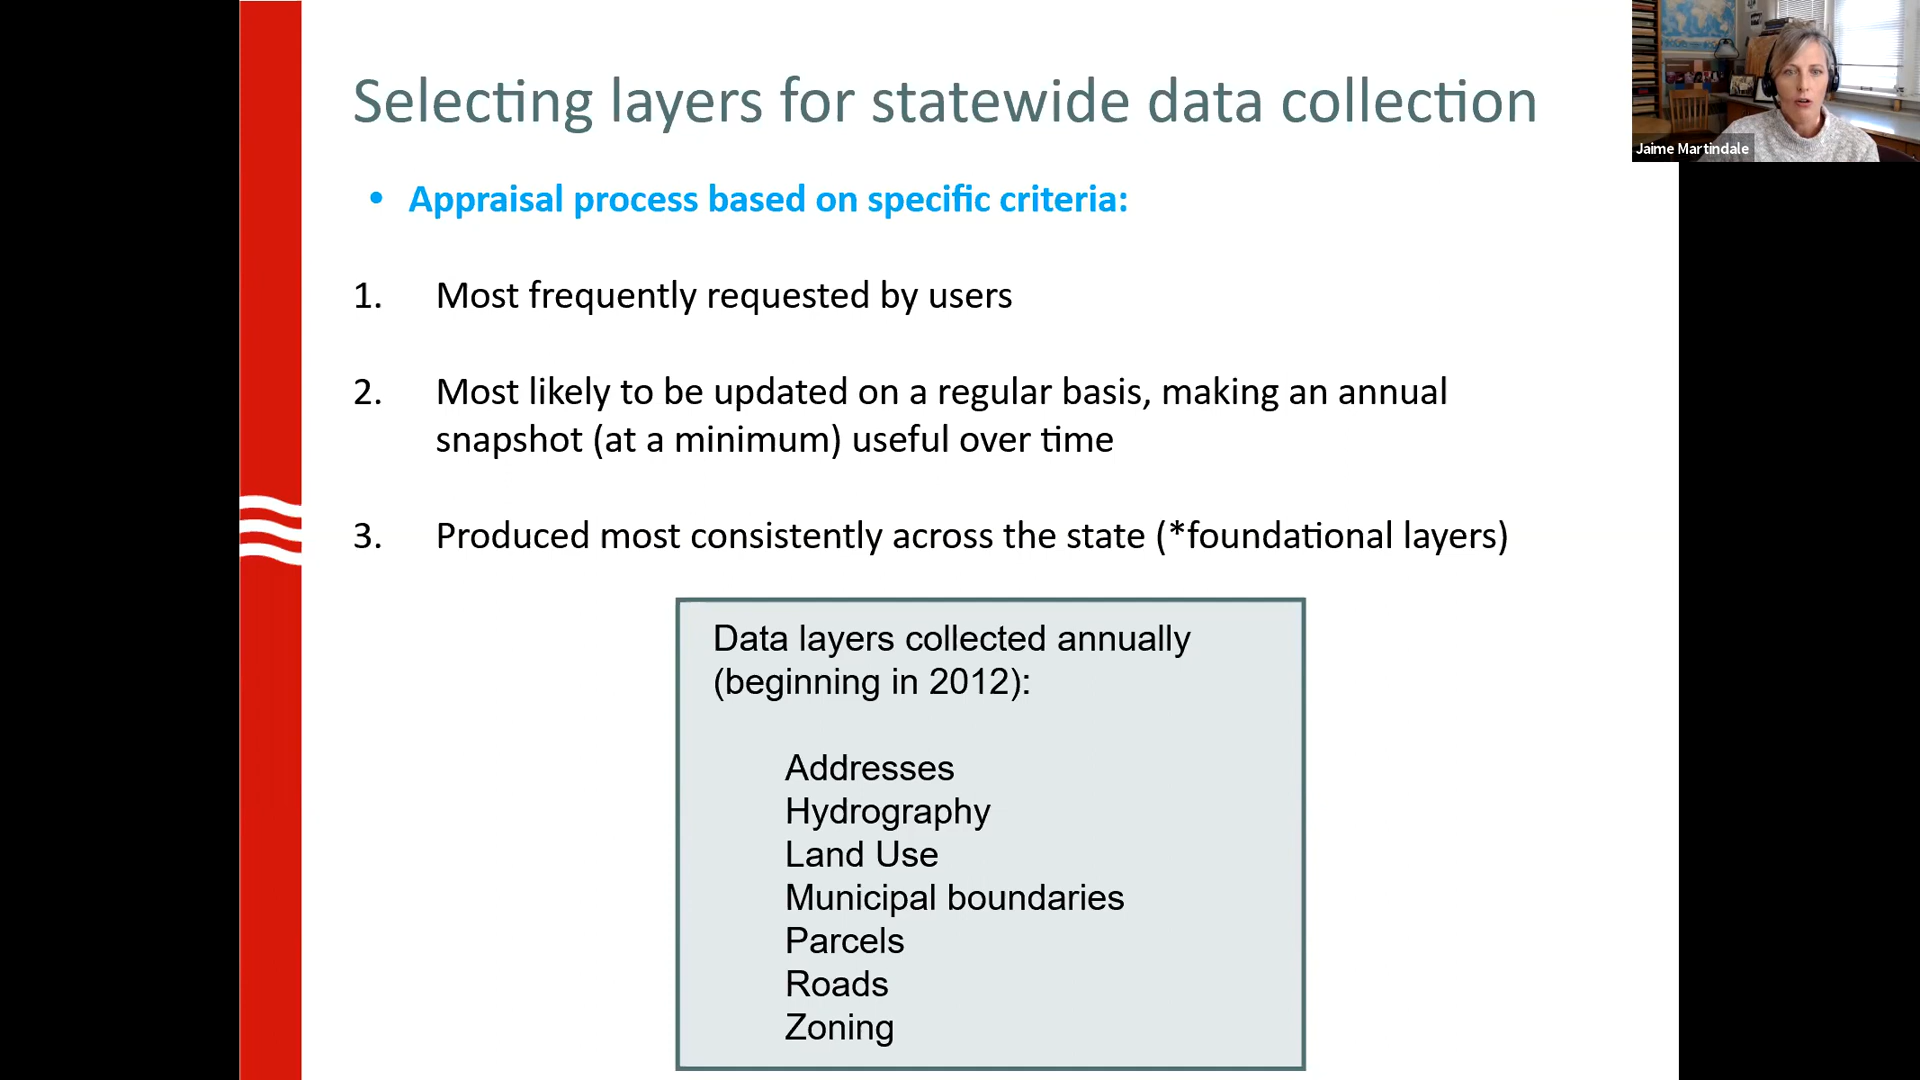 Selecting layers for statewide data collection
Jaime Martindale
• Appraisal process based on specific criteria:
1. Most frequently requested by users
2. Most likely to be updated on a regular basis, making an annual
snapshot (at a minimum) useful over time
3. Produced most consistently across the state (*foundational layers)
Data layers collected annually
(beginning in 2012):
Addresses
Hydrography
Land Use
Municipal boundaries
Parcels
Roads
Zoning